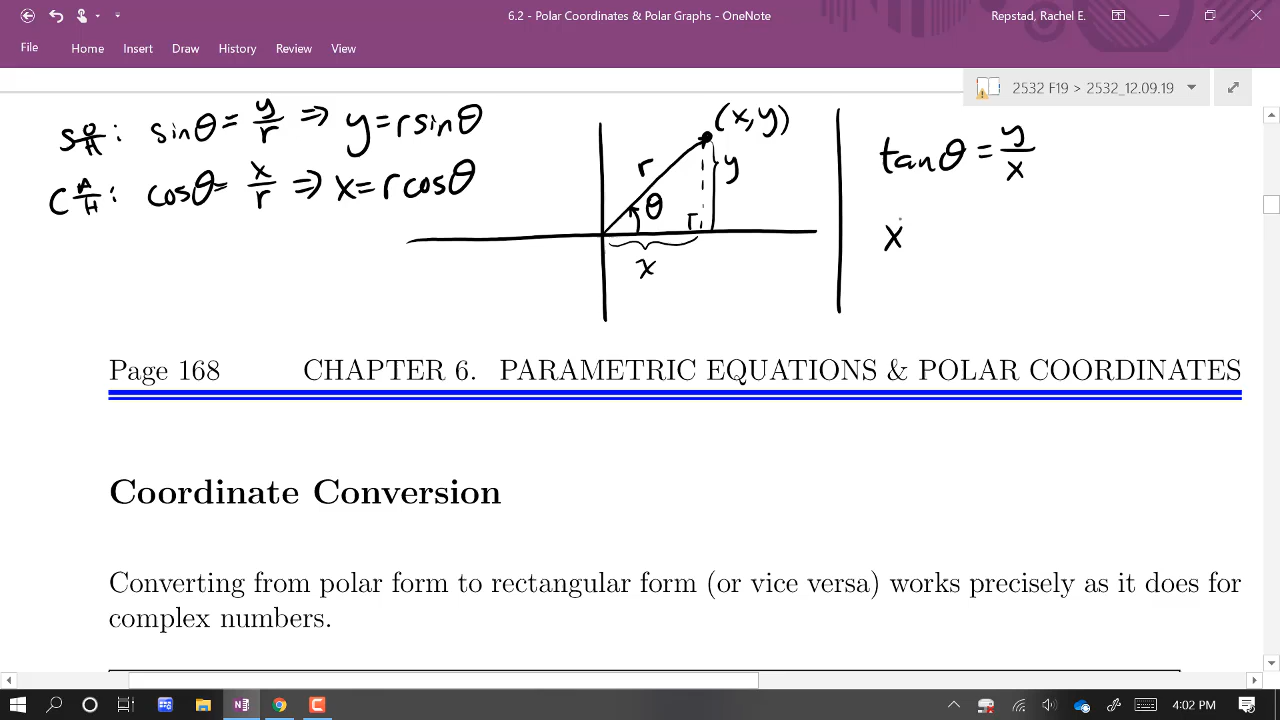 6.2 - Polar Coordinates & Polar Graphs - OneNote
Repstad, Rachel E.
File Home Insert Draw History Review View
2532 F19 > 2532_12.09.19
S O/H : sinθ = y/r ⇒ y = r sinθ
C A/H : cosθ = x/r ⇒ x = r cosθ
(x,y)
r
y
θ
x
tanθ = y/x
x
Page 168 CHAPTER 6. PARAMETRIC EQUATIONS & POLAR COORDINATES
Coordinate Conversion
Converting from polar form to rectangular form (or vice versa) works precisely as it does for
complex numbers.
4:02 PM